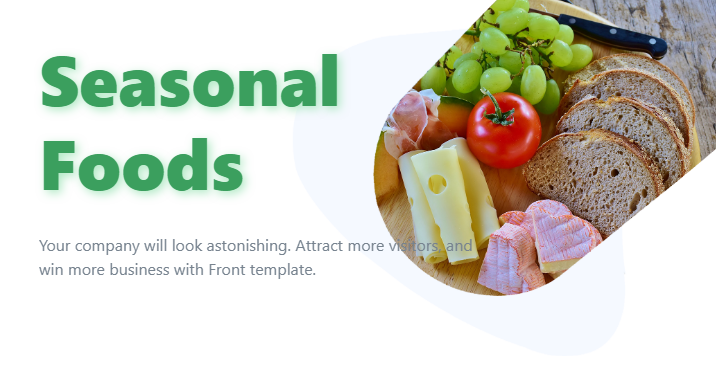 Seasonal
Foods
Your company will look astonishing. Attract more visitors, and
win more business with Front template.